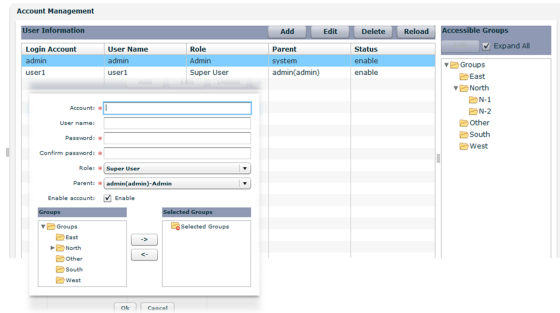 Account Management
User Information Add Edit Delete Reload Accessible Groups
Expand All
Login Account User Name Role Parent Status
admin admin Admin system enable
user1 user1 Super User admin(admin) enable
Groups
East
North
N-1
N-2
Other
South
West
Account: *
User name:
Password: *
Confirm password: *
Role: * Super User
Parent: * admin(admin)-Admin
Enable account: Enable
Groups Selected Groups
Groups Selected Groups
East
North
Other
South
West
->
<-
Ok Cancel